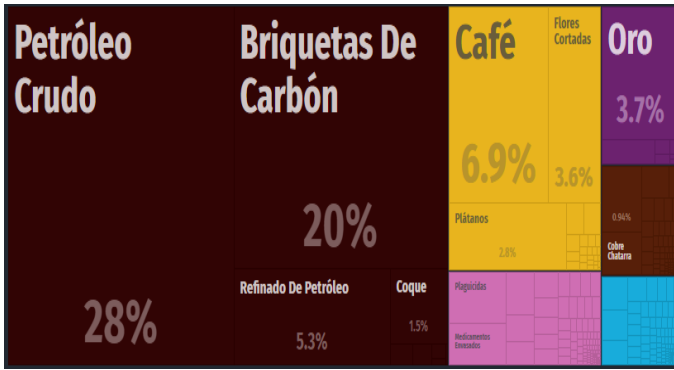 Petróleo
Crudo
28%
Briquetas De
Carbón
20%
Refinado De Petróleo
5.3%
Coque
1.5%
Café
6.9%
Flores
Cortadas
3.6%
Plátanos
2.8%
Plaguicidas
Medicamentos
Envasados
Oro
3.7%
0.94%
Cobre
Chatarra